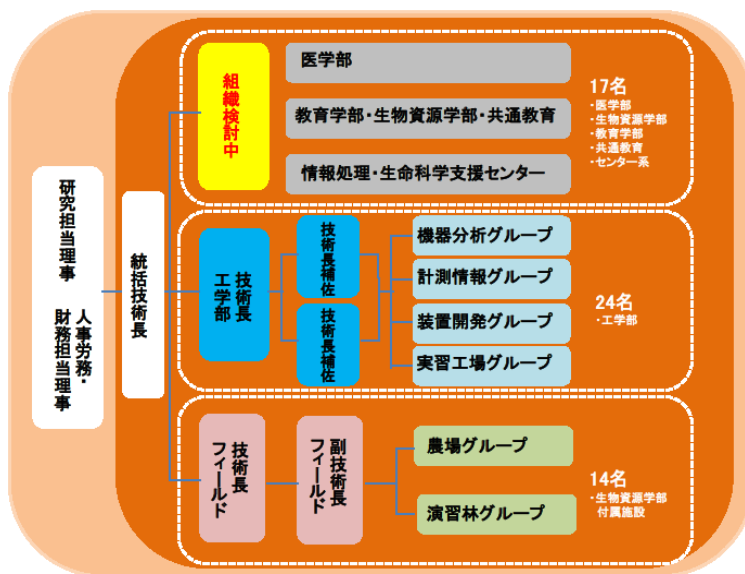 研究担当理事
人事労務・
財務担当理事
統括技術長
組織検討中
医学部
教育学部・生物資源学部・共通教育
情報処理・生命科学支援センター
17名
・医学部
・生物資源学部
・教育学部
・共通教育
・センター系
技術長
工学部
技術長補佐
技術長補佐
機器分析グループ
計測情報グループ
装置開発グループ
実習工場グループ
24名
・工学部
技術長
フィールド
副技術長
フィールド
農場グループ
演習林グループ
14名
・生物資源学部
付属施設